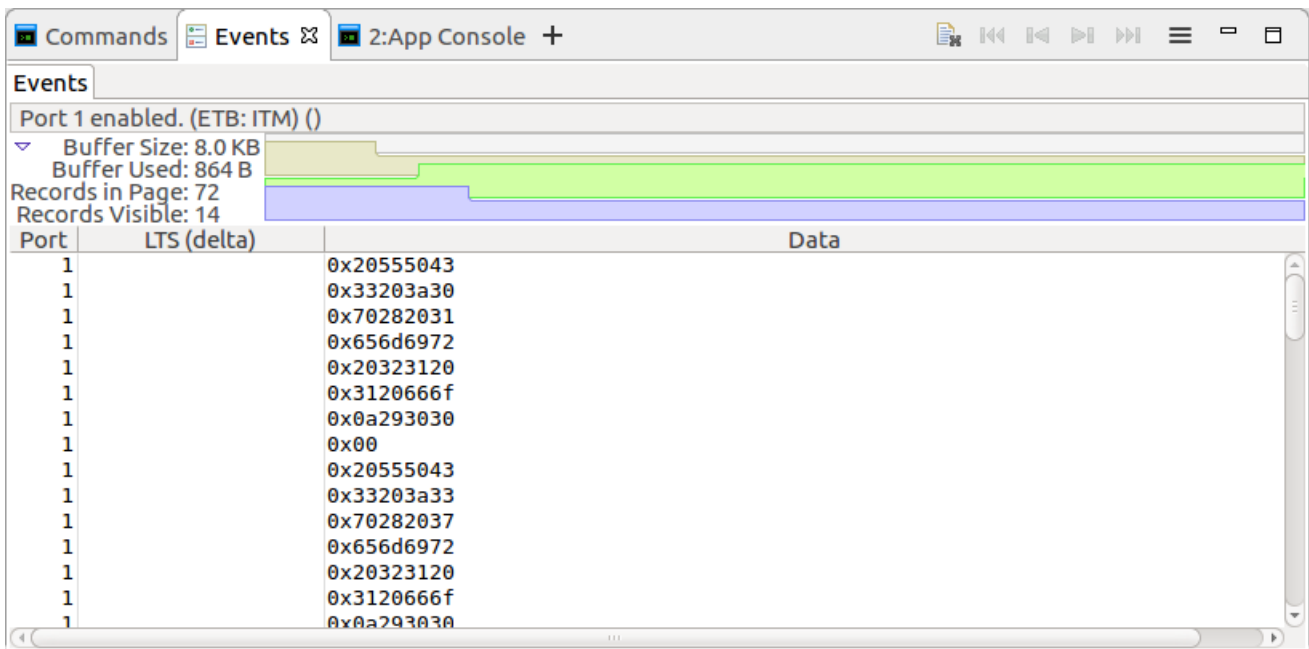 Commands Events 2:App Console +
Events
Port 1 enabled. (ETB: ITM) ()
Buffer Size: 8.0 KB
Buffer Used: 864 B
Records in Page: 72
Records Visible: 14
Port LTS (delta) Data
1 0x20555043
1 0x33203a30
1 0x70282031
1 0x656d6972
1 0x20323120
1 0x3120666f
1 0x0a293030
1 0x00
1 0x20555043
1 0x33203a33
1 0x70282037
1 0x656d6972
1 0x20323120
1 0x3120666f
1 0x0a293030